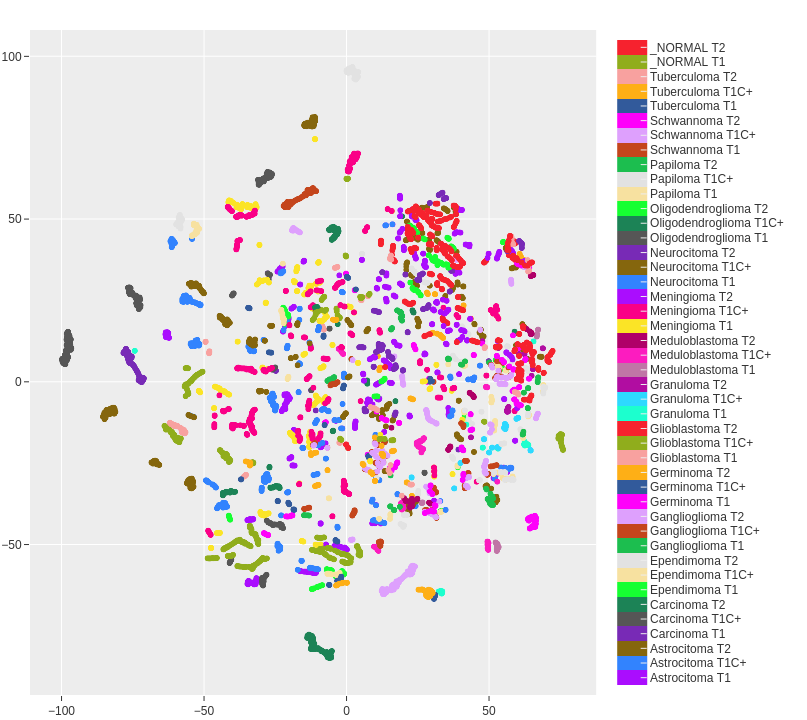 100
50
0
−50
−100
−50
0
50
_NORMAL T2
_NORMAL T1
Tuberculoma T2
Tuberculoma T1C+
Tuberculoma T1
Schwannoma T2
Schwannoma T1C+
Schwannoma T1
Papiloma T2
Papiloma T1C+
Papiloma T1
Oligodendroglioma T2
Oligodendroglioma T1C+
Oligodendroglioma T1
Neurocitoma T2
Neurocitoma T1C+
Neurocitoma T1
Meningioma T2
Meningioma T1C+
Meningioma T1
Meduloblastoma T2
Meduloblastoma T1C+
Meduloblastoma T1
Granuloma T2
Granuloma T1C+
Granuloma T1
Glioblastoma T2
Glioblastoma T1C+
Glioblastoma T1
Germinoma T2
Germinoma T1C+
Germinoma T1
Ganglioglioma T2
Ganglioglioma T1C+
Ganglioglioma T1
Ependimoma T2
Ependimoma T1C+
Ependimoma T1
Carcinoma T2
Carcinoma T1C+
Carcinoma T1
Astrocitoma T2
Astrocitoma T1C+
Astrocitoma T1